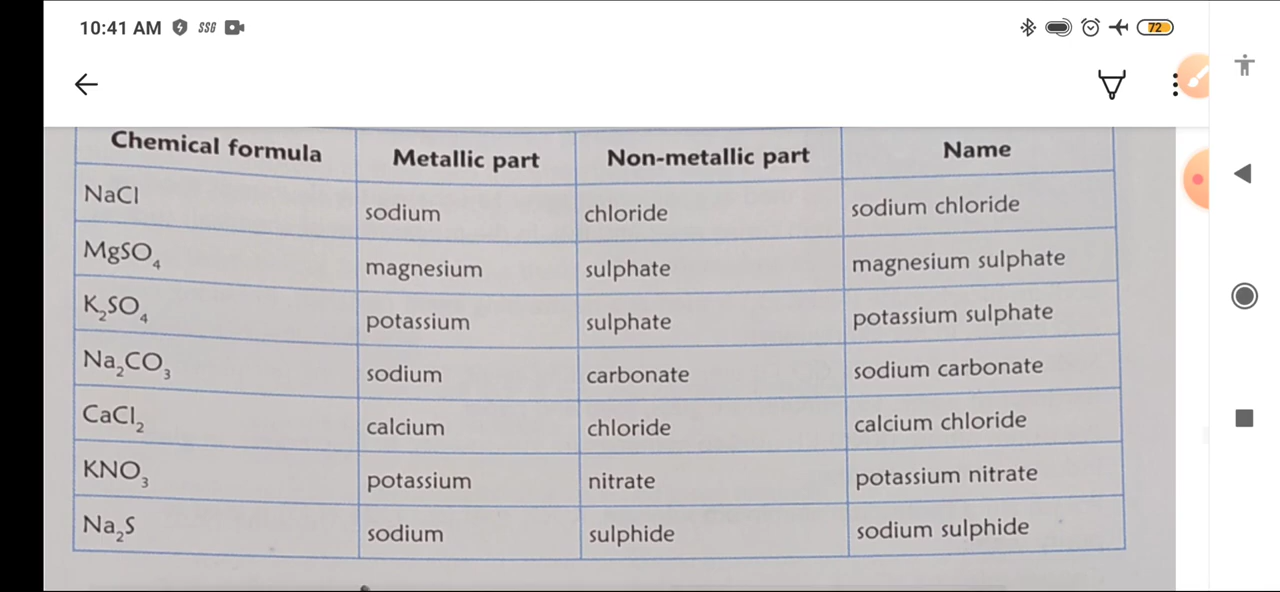 10:41 AM SSG 72
Chemical formula Metallic part Non-metallic part Name
NaCl sodium chloride sodium chloride
MgSO₄ magnesium sulphate magnesium sulphate
K₂SO₄ potassium sulphate potassium sulphate
Na₂CO₃ sodium carbonate sodium carbonate
CaCl₂ calcium chloride calcium chloride
KNO₃ potassium nitrate potassium nitrate
Na₂S sodium sulphide sodium sulphide